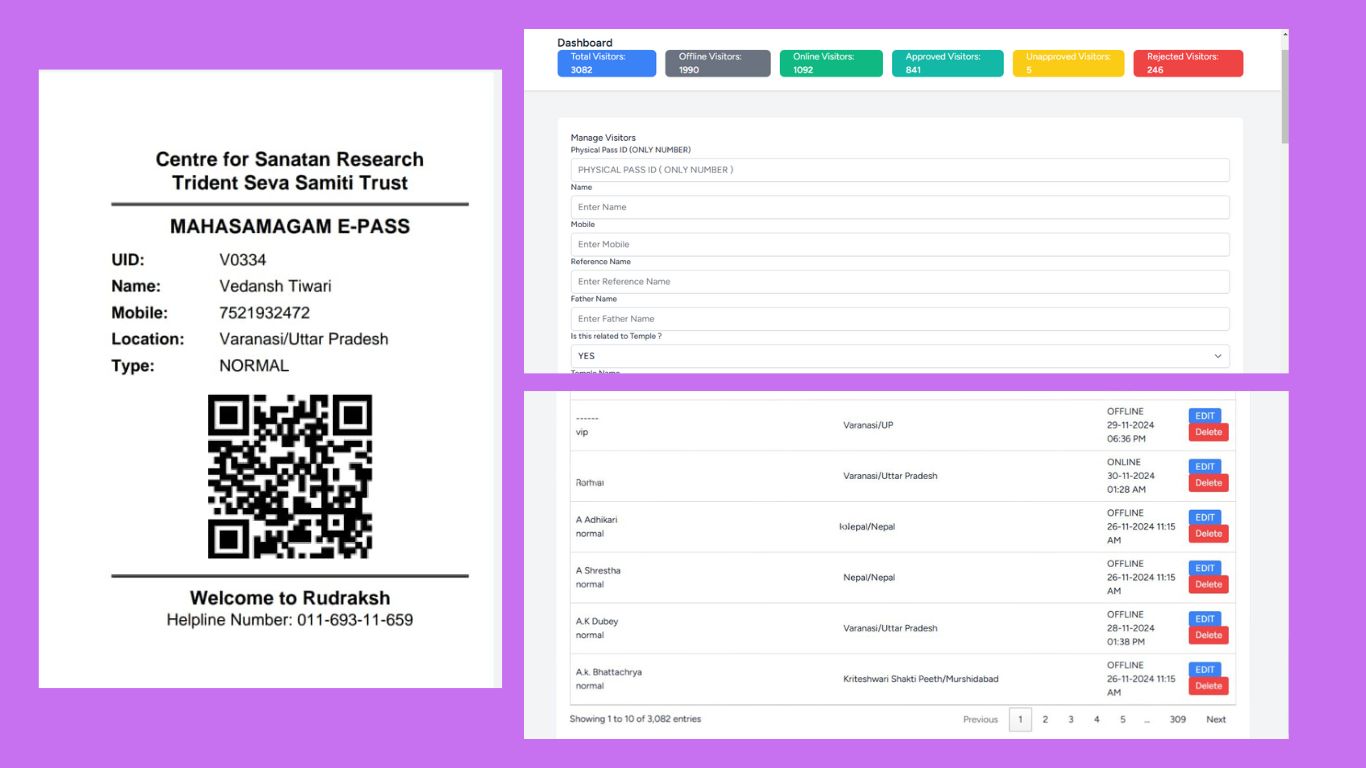 Centre for Sanatan Research
Trident Seva Samiti Trust
MAHASAMAGAM E-PASS
UID: V0334
Name: Vedansh Tiwari
Mobile: 7521932472
Location: Varanasi/Uttar Pradesh
Type: NORMAL
Welcome to Rudraksh
Helpline Number: 011-693-11-659
Dashboard
Total Visitors: 3082
Offline Visitors: 1990
Online Visitors: 1092
Approved Visitors: 841
Unapproved Visitors: 5
Rejected Visitors: 246
Manage Visitors
Physical Pass ID (ONLY NUMBER)
PHYSICAL PASS ID ( ONLY NUMBER )
Name
Enter Name
Mobile
Enter Mobile
Reference Name
Enter Reference Name
Father Name
Enter Father Name
Is this related to Temple ?
YES
Temple Name
------
vip
Varanasi/UP
OFFLINE
29-11-2024
06:36 PM
EDIT
Delete
Varanasi/Uttar Pradesh
ONLINE
30-11-2024
01:28 AM
EDIT
Delete
A Adhikari
normal
OFFLINE
26-11-2024 11:15
AM
EDIT
Delete
A Shrestha
normal
Nepal/Nepal
OFFLINE
26-11-2024 11:15
AM
EDIT
Delete
A.K Dubey
normal
Varanasi/Uttar Pradesh
OFFLINE
28-11-2024
01:38 PM
EDIT
Delete
A.k. Bhattachrya
normal
Kriteshwari Shakti Peeth/Murshidabad
OFFLINE
26-11-2024 11:15
AM
EDIT
Delete
Showing 1 to 10 of 3,082 entries
Previous 1 2 3 4 5 ... 309 Next